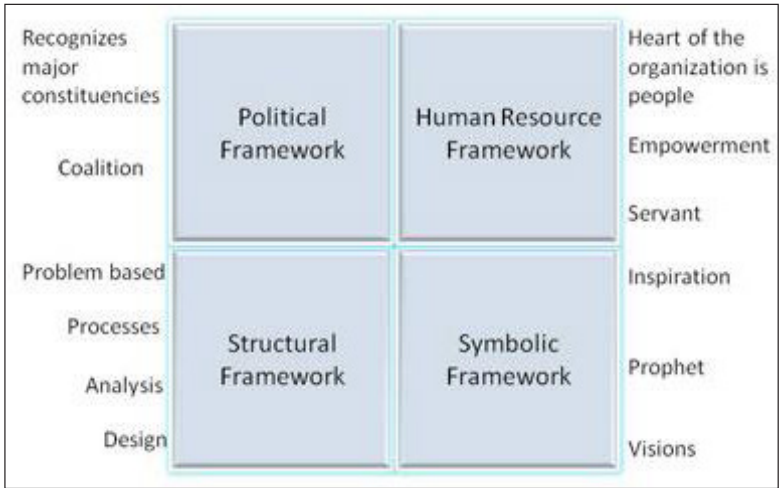 Recognizes
major
constituencies
Coalition
Political
Framework
Human Resource
Framework
Heart of the
organization is
people
Empowerment
Servant
Problem based
Processes
Analysis
Design
Structural
Framework
Symbolic
Framework
Inspiration
Prophet
Visions